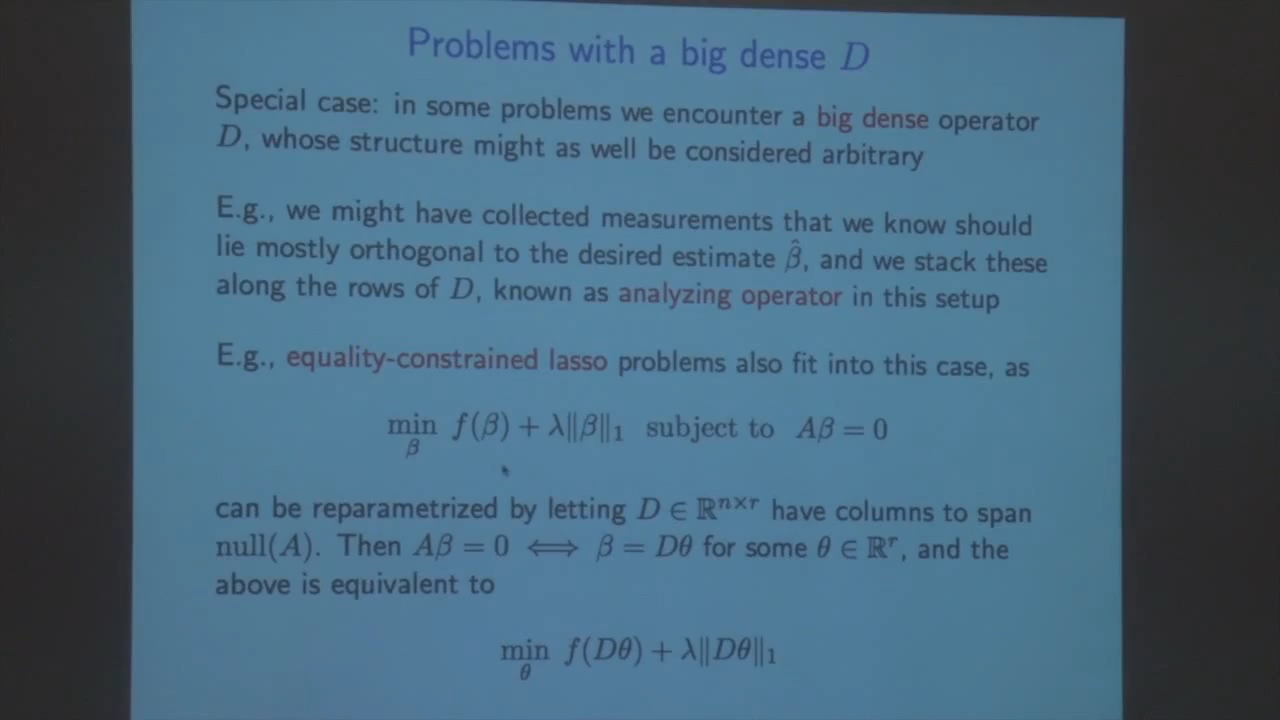 Problems with a big dense D
Special case: in some problems we encounter a big dense operator
D, whose structure might as well be considered arbitrary
E.g., we might have collected measurements that we know should
lie mostly orthogonal to the desired estimate β̂, and we stack these
along the rows of D, known as analyzing operator in this setup
E.g., equality-constrained lasso problems also fit into this case, as
min_β f(β) + λ‖β‖₁ subject to Aβ = 0
can be reparametrized by letting D ∈ ℝⁿˣʳ have columns to span
null(A). Then Aβ = 0 ⟺ β = Dθ for some θ ∈ ℝʳ, and the
above is equivalent to
min_θ f(Dθ) + λ‖Dθ‖₁